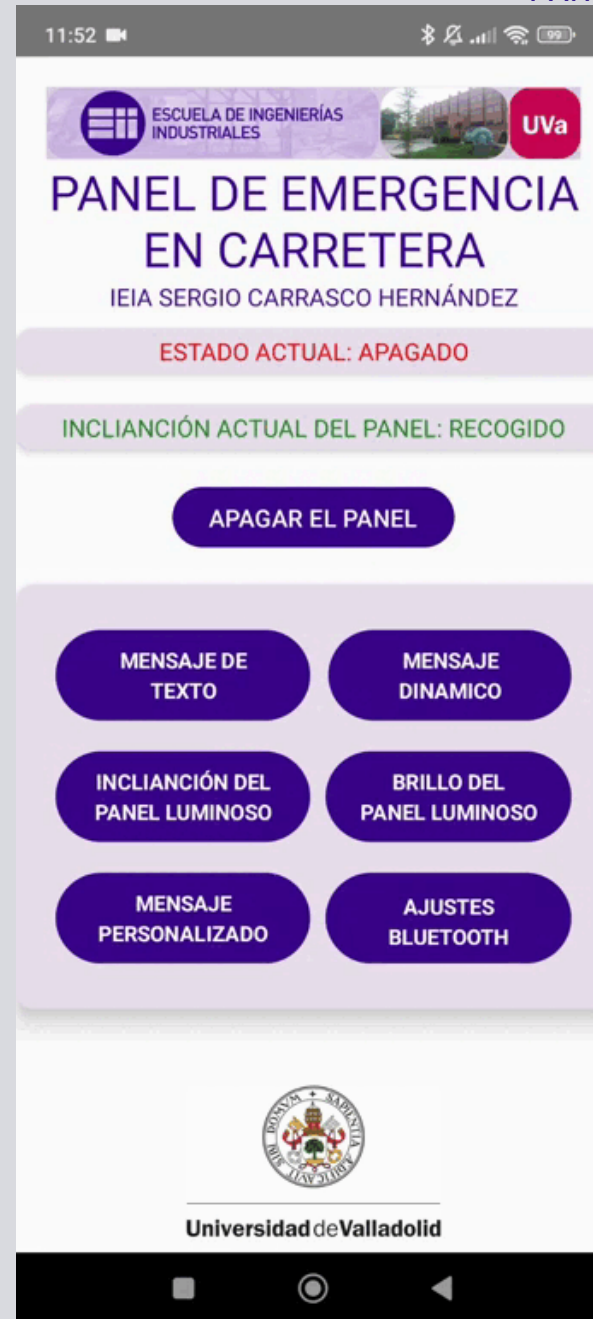 11:52
99
ESCUELA DE INGENIERÍAS
INDUSTRIALES
UVa
PANEL DE EMERGENCIA
EN CARRETERA
IEIA SERGIO CARRASCO HERNÁNDEZ
ESTADO ACTUAL: APAGADO
INCLIANCIÓN ACTUAL DEL PANEL: RECOGIDO
APAGAR EL PANEL
MENSAJE DE
TEXTO
MENSAJE
DINAMICO
INCLIANCIÓN DEL
PANEL LUMINOSO
BRILLO DEL
PANEL LUMINOSO
MENSAJE
PERSONALIZADO
AJUSTES
BLUETOOTH
Universidad de Valladolid